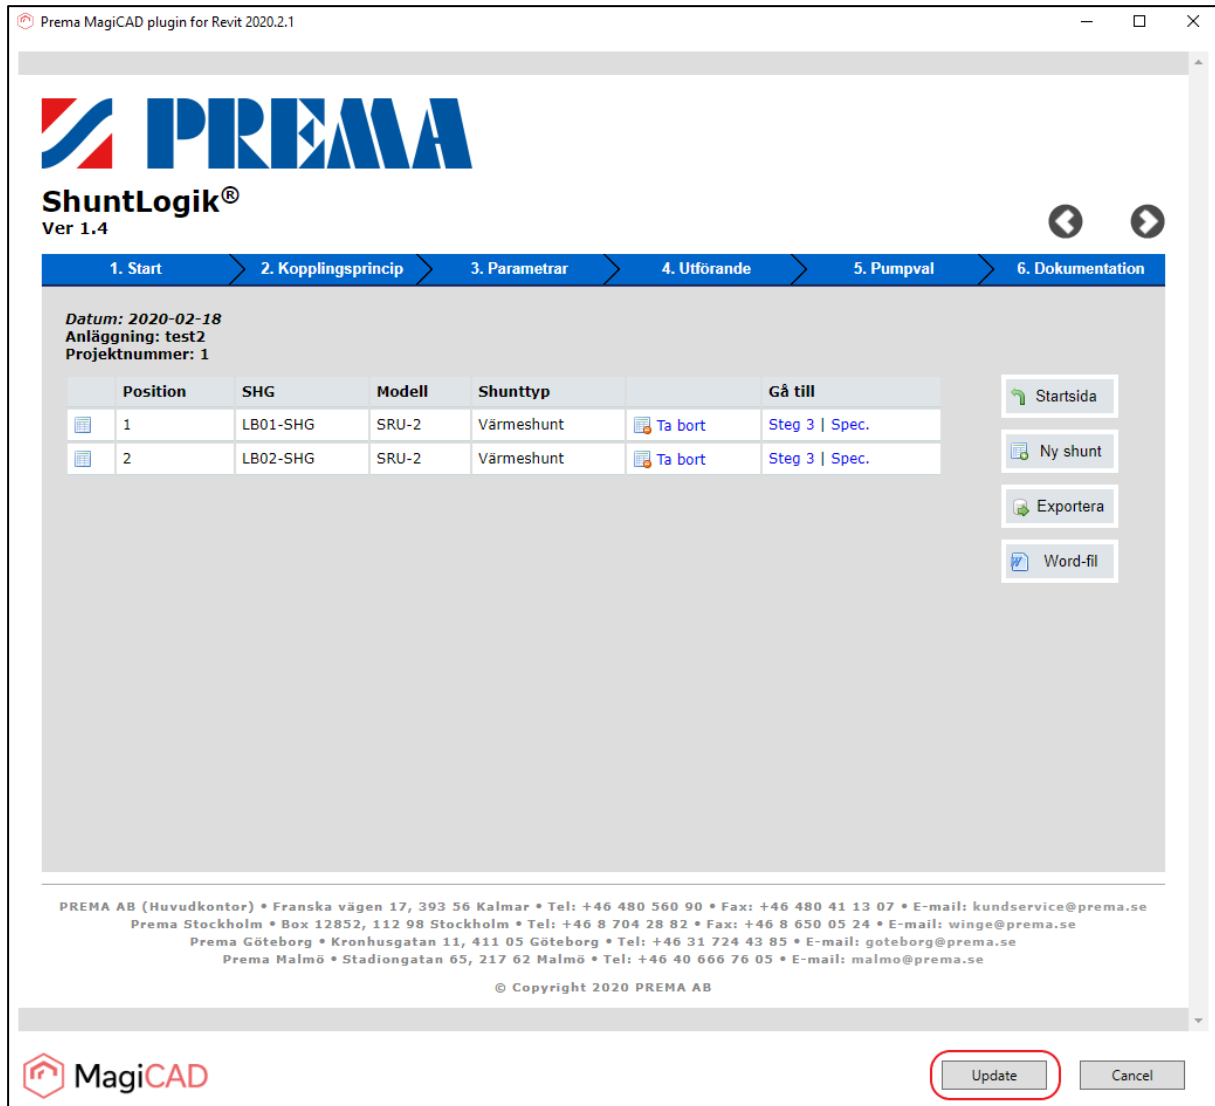 Prema MagiCAD plugin for Revit 2020.2.1
PREMA
ShuntLogik®
Ver 1.4
1. Start 2. Kopplingsprincip 3. Parametrar 4. Utförande 5. Pumpval 6. Dokumentation
Datum: 2020-02-18
Anläggning: test2
Projektnummer: 1
Position SHG Modell Shunttyp Gå till
1 LB01-SHG SRU-2 Värmeshunt Ta bort Steg 3 | Spec.
2 LB02-SHG SRU-2 Värmeshunt Ta bort Steg 3 | Spec.
Startsida
Ny shunt
Exportera
Word-fil
PREMA AB (Huvudkontor) • Franska vägen 17, 393 56 Kalmar • Tel: +46 480 560 90 • Fax: +46 480 41 13 07 • E-mail: kundservice@prema.se
Prema Stockholm • Box 12852, 112 98 Stockholm • Tel: +46 8 704 28 82 • Fax: +46 8 650 05 24 • E-mail: winge@prema.se
Prema Göteborg • Kronhusgatan 11, 411 05 Göteborg • Tel: +46 31 724 43 85 • E-mail: goteborg@prema.se
Prema Malmö • Stadiongatan 65, 217 62 Malmö • Tel: +46 40 666 76 05 • E-mail: malmo@prema.se
© Copyright 2020 PREMA AB
MagiCAD
Update Cancel